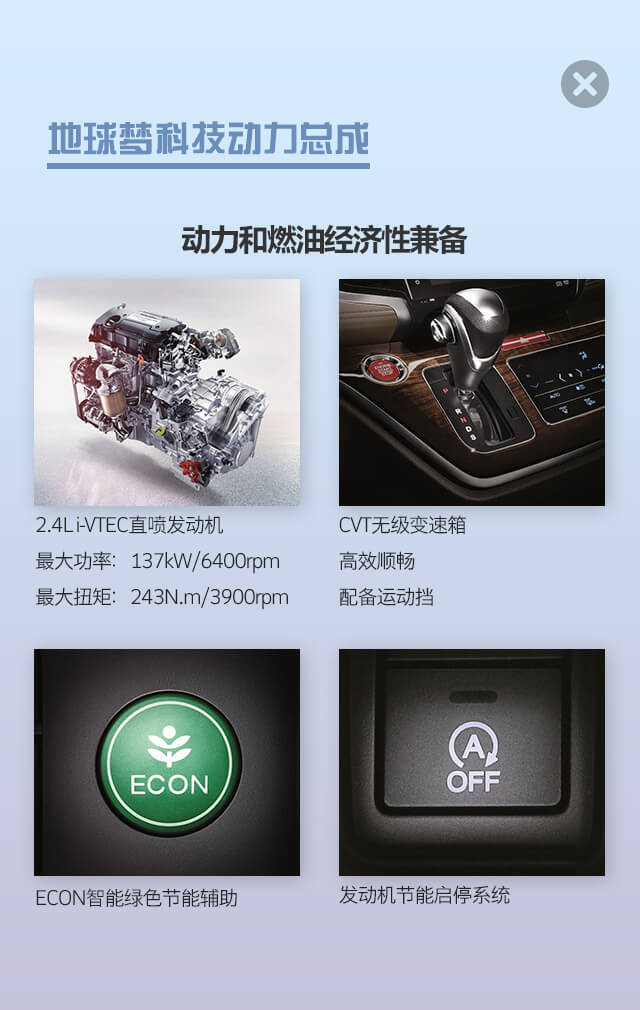 地球梦科技动力总成
动力和燃油经济性兼备
2.4L i-VTEC直喷发动机
最大功率: 137kW/6400rpm
最大扭矩: 243N.m/3900rpm
P
R
N
D
S
AUTO
CVT无级变速箱
高效顺畅
配备运动挡
ECON
ECON智能绿色节能辅助
A
OFF
发动机节能启停系统